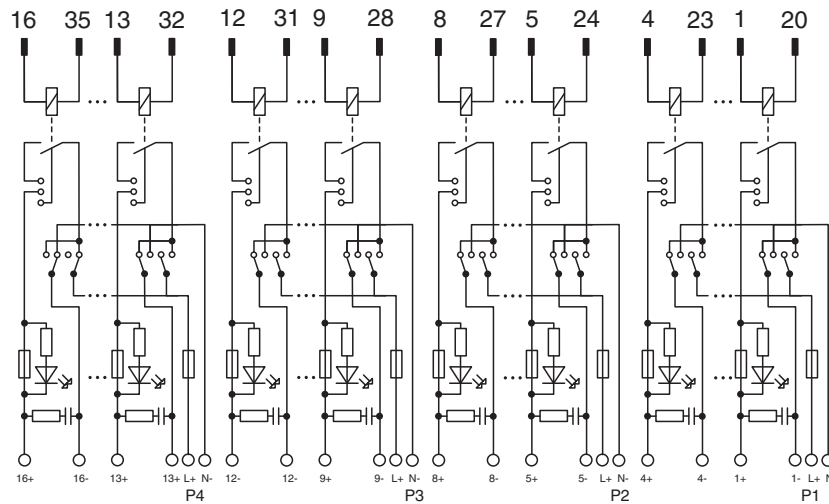 16 35 13 32 12 31 9 28 8 27 5 24 4 23 1 20
16+ 16- 13+ 13+ L+ N- 12- 12- 9+ 9- L+ N- 8+ 8- 5+ 5- L+ N- 4+ 4- 1+ 1- L+ N
P4 P3 P2 P1